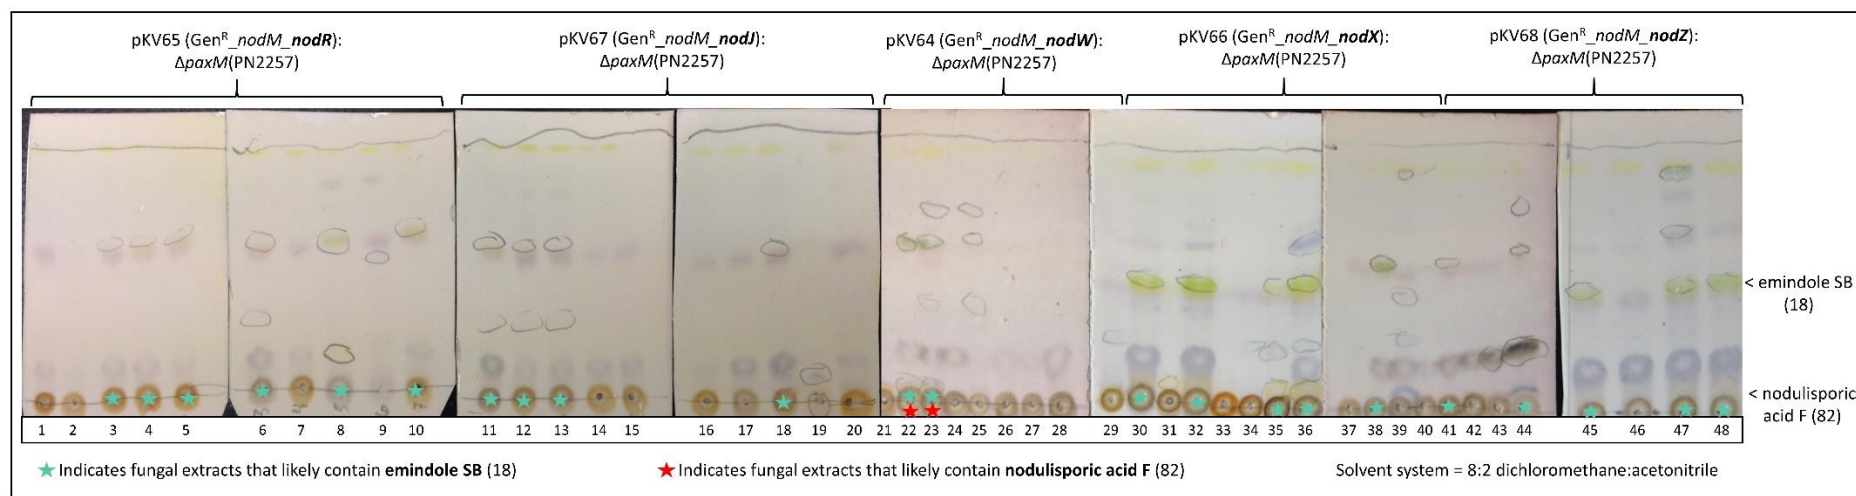 pKV65 (Genᴿ_nodM_nodR):
ΔpaxM(PN2257)
pKV67 (Genᴿ_nodM_nodJ):
ΔpaxM(PN2257)
pKV64 (Genᴿ_nodM_nodW):
ΔpaxM(PN2257)
pKV66 (Genᴿ_nodM_nodX):
ΔpaxM(PN2257)
pKV68 (Genᴿ_nodM_nodZ):
ΔpaxM(PN2257)
< emindole SB
(18)
< nodulisporic
acid F (82)
1 2 3 4 5 6 7 8 9 10 11 12 13 14 15 16 17 18 19 20 21 22 23 24 25 26 27 28 29 30 31 32 33 34 35 36 37 38 39 40 41 42 43 44 45 46 47 48
★ Indicates fungal extracts that likely contain emindole SB (18)
★ Indicates fungal extracts that likely contain nodulisporic acid F (82)
Solvent system = 8:2 dichloromethane:acetonitrile